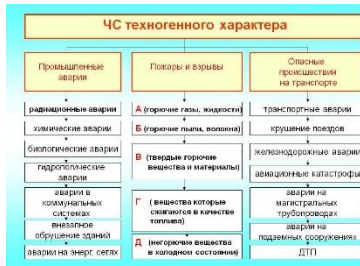 ЧС техногенного характера
Промышленные
аварии
радиационные аварии
химические аварии
биологические аварии
гидрологические
аварии
аварии в
коммунальных
системах
внезапное
обрушение зданий
аварии на энерг. сетях
Пожары и взрывы
А (горючие газы, жидкости)
Б (горючие пыли, волокна)
В (твердые горючие
вещества и материалы)
Г ( вещества которые
сжигаются в качестве
топлива)
Д (негорючие вещества
в холодном состоянии)
Опасные
происшествия
на транспорте
транспортные аварии
крушение поездов
железнодорожные аварии
авиационные катастрофы
аварии на
магистральных
трубопроводах
аварии на
подземных сооружениях
ДТП